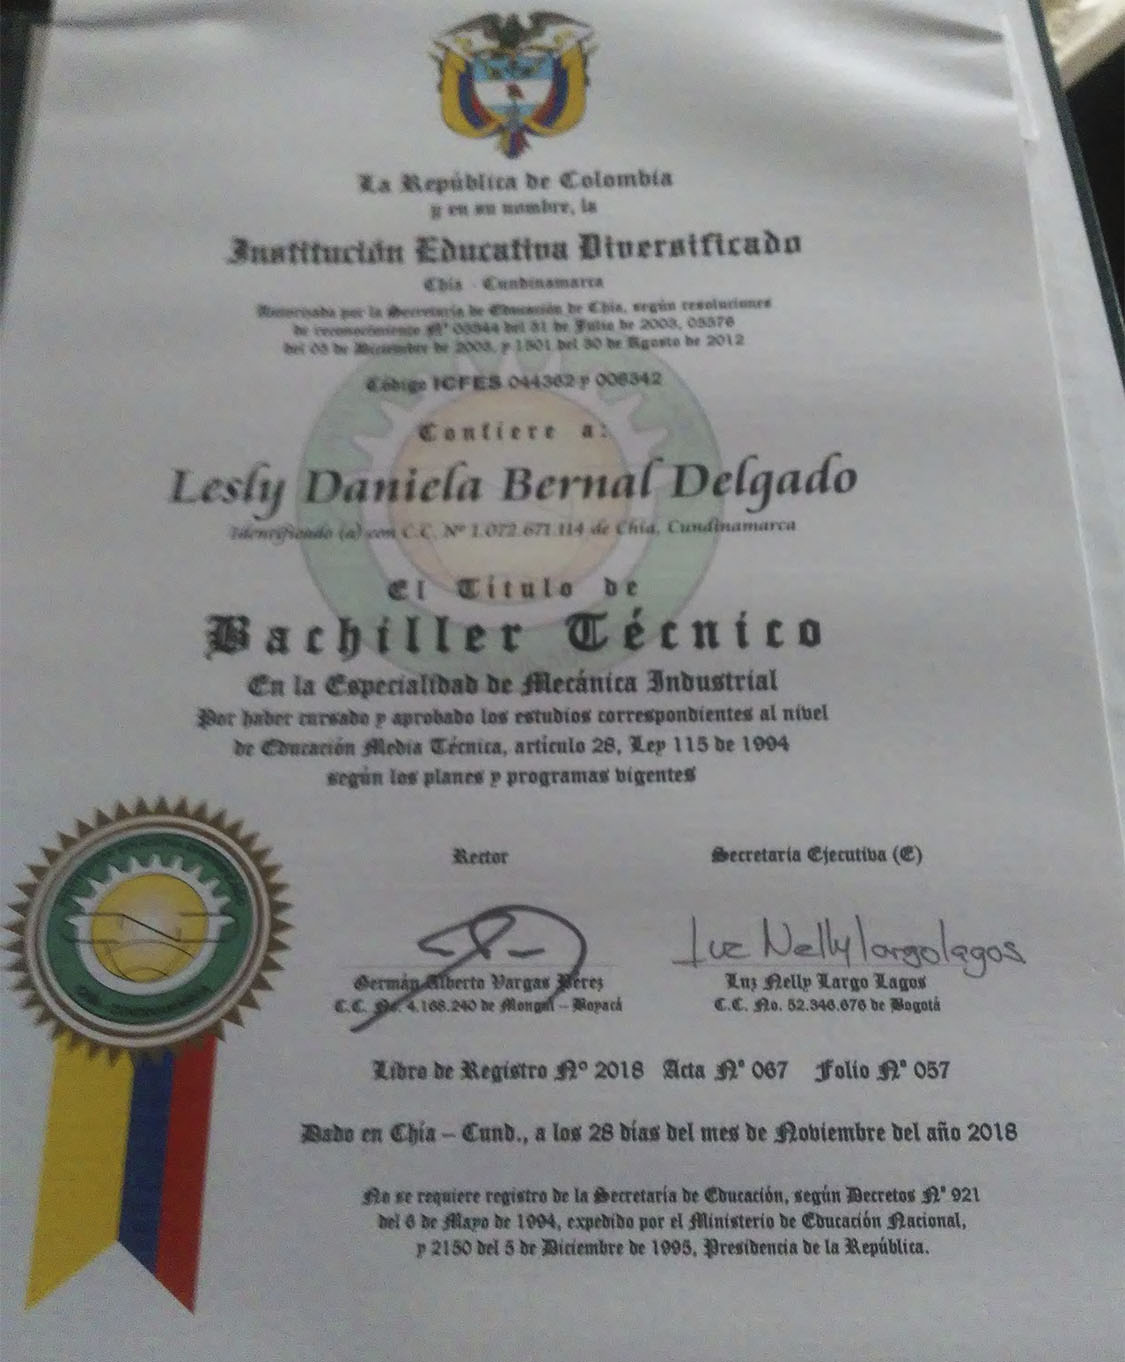 La República de Colombia
y en su nombre, la
Institución Educativa Diversificado
Chía - Cundinamarca
Autorizada por la Secretaría de Educación de Chía, según resoluciones
de reconocimiento N° 03344 del 31 de Julio de 2003, 05376
del 03 de Diciembre de 2003, y 1501 del 30 de Agosto de 2012
Código ICFES 044362 y 006342
Confiere a:
Lesly Daniela Bernal Delgado
Identificado (a) con C.C. Nº 1.072.671.114 de Chía, Cundinamarca
El Título de
Bachiller Técnico
En la Especialidad de Mecánica Industrial
Por haber cursado y aprobado los estudios correspondientes al nivel
de Educación Media Técnica, artículo 28, Ley 115 de 1994
según los planes y programas vigentes
Rector Secretaria Ejecutiva (E)
Luz Nelly Largo Lagos
Germán Alberto Vargas Pérez Luz Nelly Largo Lagos
C.C. No. 4.168.240 de Monguí – Boyacá C.C. No. 52.346.676 de Bogotá
Libro de Registro Nº 2018 Acta N° 067 Folio N° 057
Dado en Chía – Cund., a los 28 días del mes de Noviembre del año 2018
No se requiere registro de la Secretaría de Educación, según Decretos N° 921
del 6 de Mayo de 1994, expedido por el Ministerio de Educación Nacional,
y 2150 del 5 de Diciembre de 1995, Presidencia de la República.